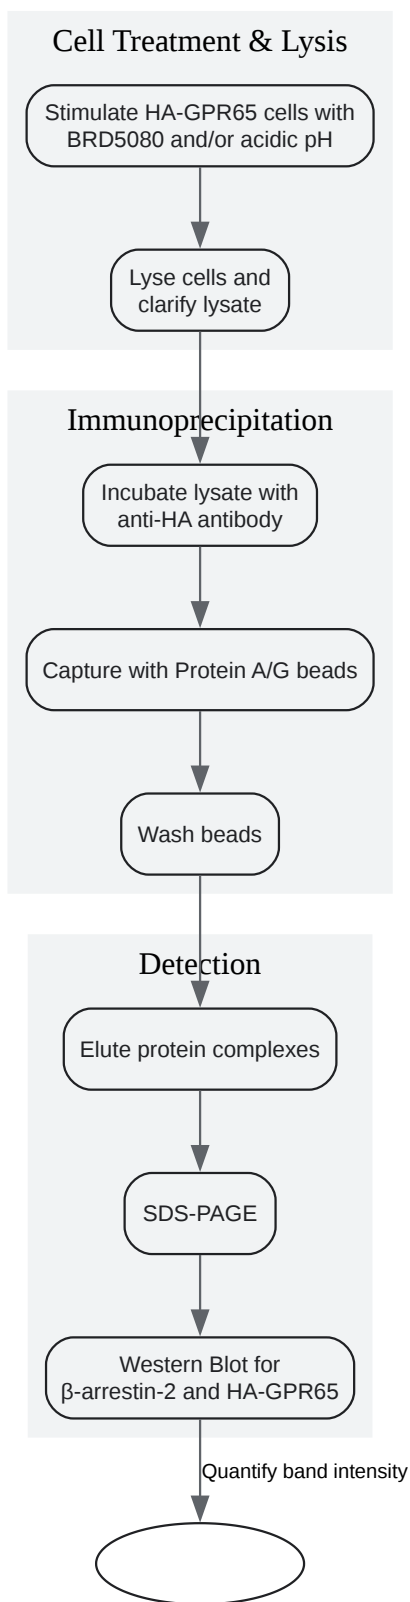 Cell Treatment & Lysis
Stimulate HA-GPR65 cells with
BRD5080 and/or acidic pH
Lyse cells and
clarify lysate
Immunoprecipitation
Incubate lysate with
anti-HA antibody
Capture with Protein A/G beads
Wash beads
Detection
Elute protein complexes
SDS-PAGE
Western Blot for
β-arrestin-2 and HA-GPR65
Quantify band intensity